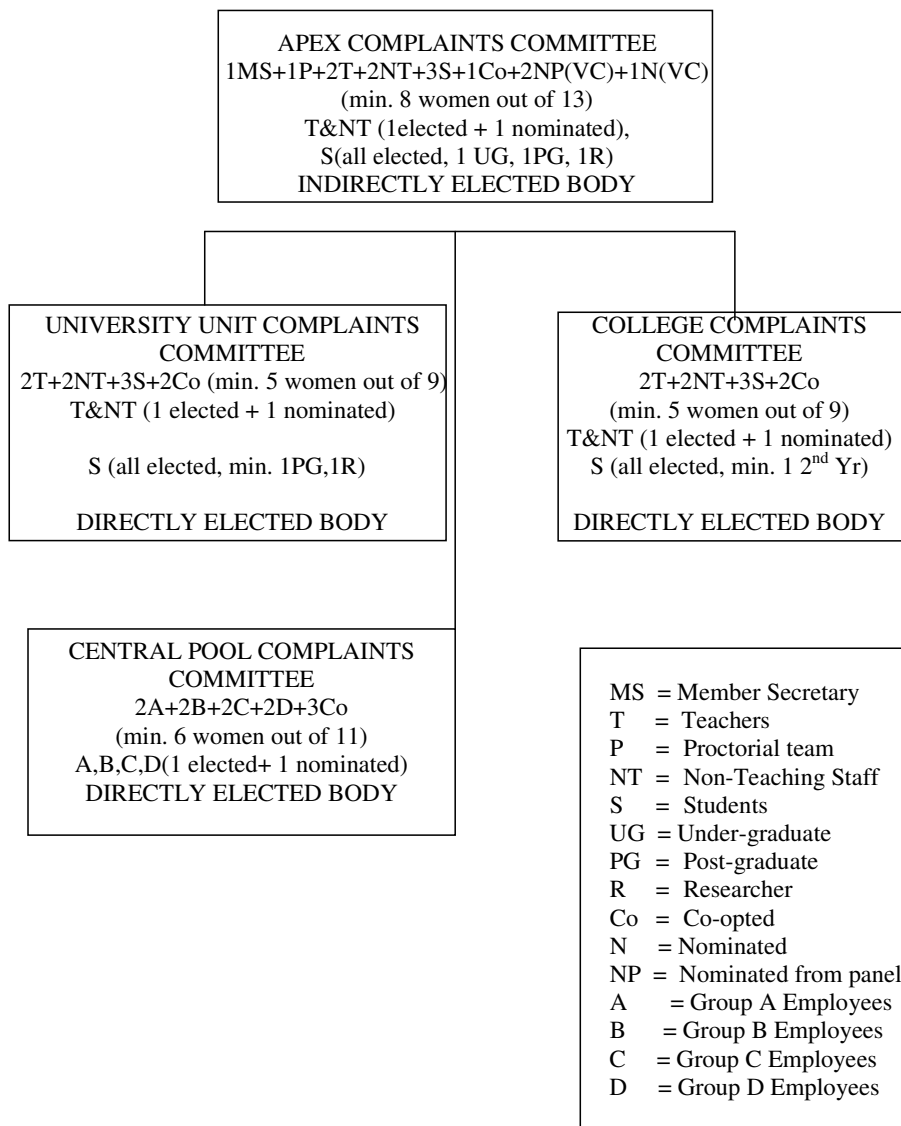 APEX COMPLAINTS COMMITTEE
1MS+1P+2T+2NT+3S+1Co+2NP(VC)+1N(VC)
(min. 8 women out of 13)
T&NT (1elected + 1 nominated),
S(all elected, 1 UG, 1PG, 1R)
INDIRECTLY ELECTED BODY
UNIVERSITY UNIT COMPLAINTS
COMMITTEE
2T+2NT+3S+2Co (min. 5 women out of 9)
T&NT (1 elected + 1 nominated)
S (all elected, min. 1PG,1R)
DIRECTLY ELECTED BODY
COLLEGE COMPLAINTS
COMMITTEE
2T+2NT+3S+2Co
(min. 5 women out of 9)
T&NT (1 elected + 1 nominated)
S (all elected, min. 1 2nd Yr)
DIRECTLY ELECTED BODY
CENTRAL POOL COMPLAINTS
COMMITTEE
2A+2B+2C+2D+3Co
(min. 6 women out of 11)
A,B,C,D(1 elected+ 1 nominated)
DIRECTLY ELECTED BODY
MS = Member Secretary
T = Teachers
P = Proctorial team
NT = Non-Teaching Staff
S = Students
UG = Under-graduate
PG = Post-graduate
R = Researcher
Co = Co-opted
N = Nominated
NP = Nominated from panel
A = Group A Employees
B = Group B Employees
C = Group C Employees
D = Group D Employees